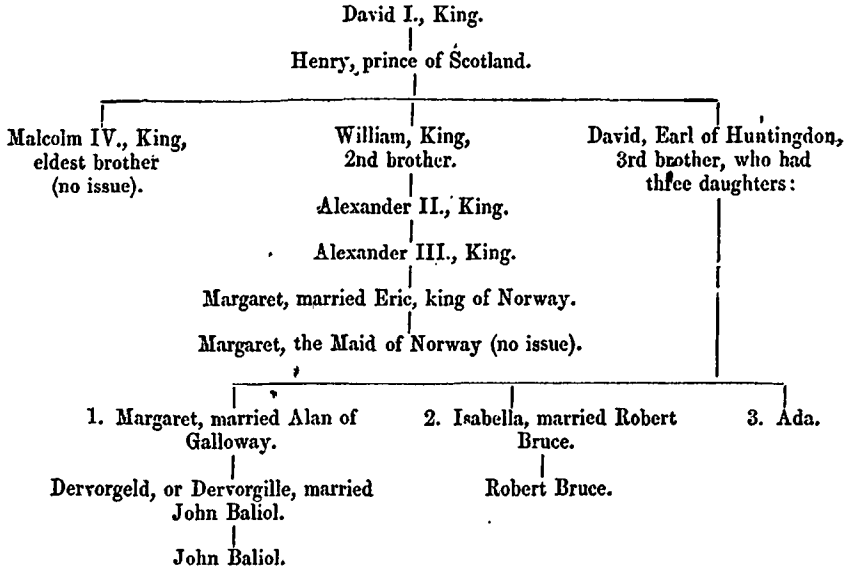 David I., King.
Henry, prince of Scotland.
Malcolm IV., King,
eldest brother
(no issue).
William, King,
2nd brother.
David, Earl of Huntingdon,
3rd brother, who had
three daughters:
Alexander II., King.
Alexander III., King.
Margaret, married Eric, king of Norway.
Margaret, the Maid of Norway (no issue).
1. Margaret, married Alan of
Galloway.
2. Isabella, married Robert
Bruce.
3. Ada.
Dervorgeld, or Dervorgille, married
John Baliol.
Robert Bruce.
John Baliol.